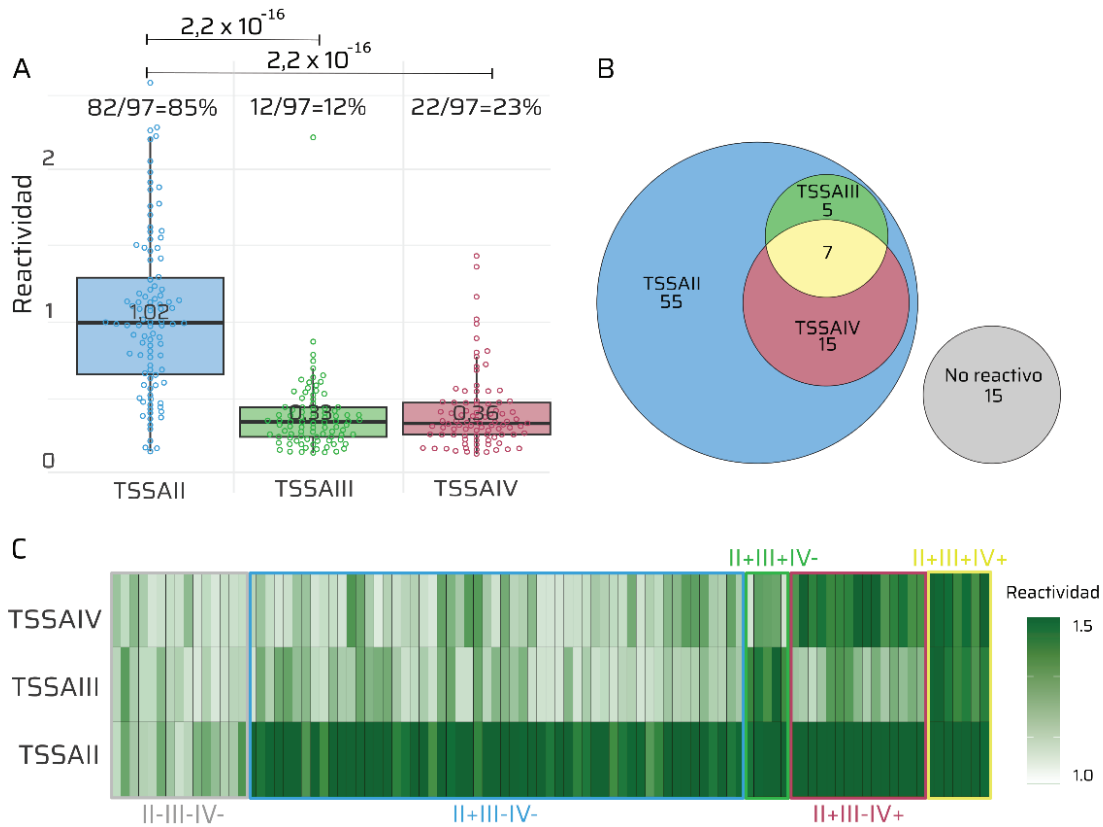 2,2 x 10⁻¹⁶
2,2 x 10⁻¹⁶
A
B
82/97=85%
12/97=12%
22/97=23%
Reactividad
2
1
0
1,02
0,33
0,36
TSSAII
TSSAIII
TSSAIV
TSSAIII
5
7
TSSAII
55
TSSAIV
15
No reactivo
15
C
II+III+IV-
II+III+IV+
TSSAIV
TSSAIII
TSSAII
Reactividad
1.5
1.0
II-III-IV-
II+III-IV-
II+III-IV+